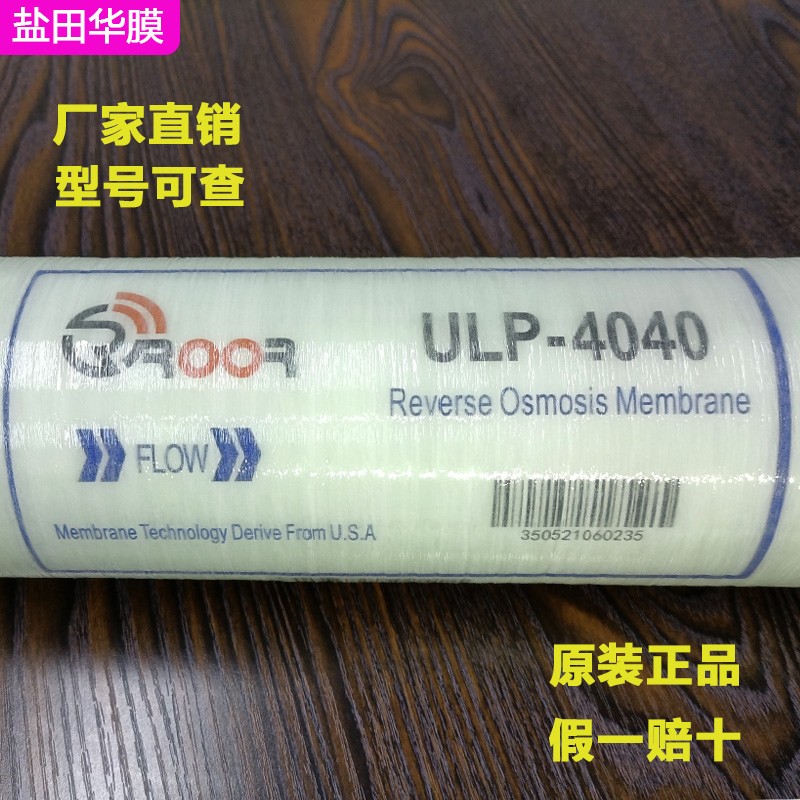 盐田华膜
厂家直销
型号可查
ULP-4040
Reverse Osmosis Membrane
FLOW
350521060235
Membrane Technology Derive From U.S.A
原装正品
假一赔十